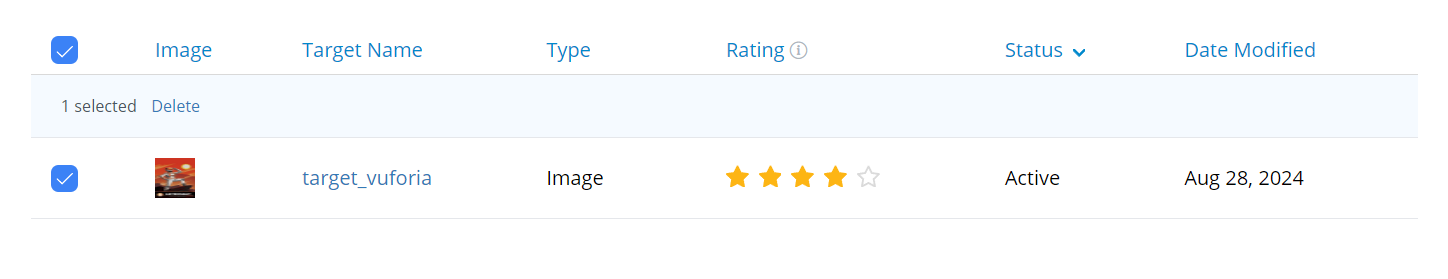 Image Target Name Type Rating Status Date Modified
1 selected Delete
target_vuforia Image Active Aug 28, 2024